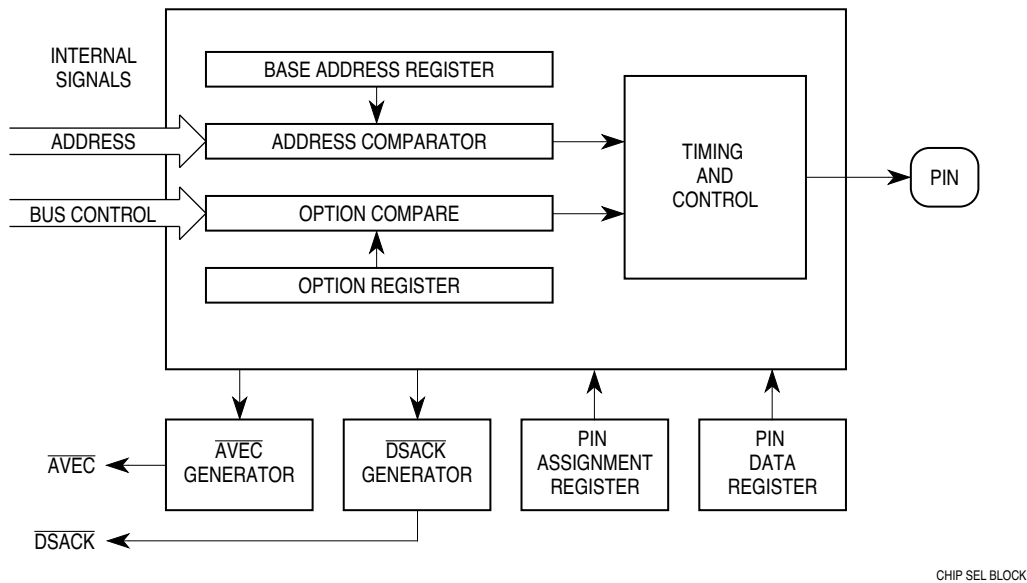 INTERNAL
SIGNALS
BASE ADDRESS REGISTER
ADDRESS
ADDRESS COMPARATOR
TIMING
AND
CONTROL
PIN
BUS CONTROL
OPTION COMPARE
OPTION REGISTER
AVEC
AVEC
GENERATOR
DSACK
GENERATOR
PIN
ASSIGNMENT
REGISTER
PIN
DATA
REGISTER
DSACK
CHIP SEL BLOCK